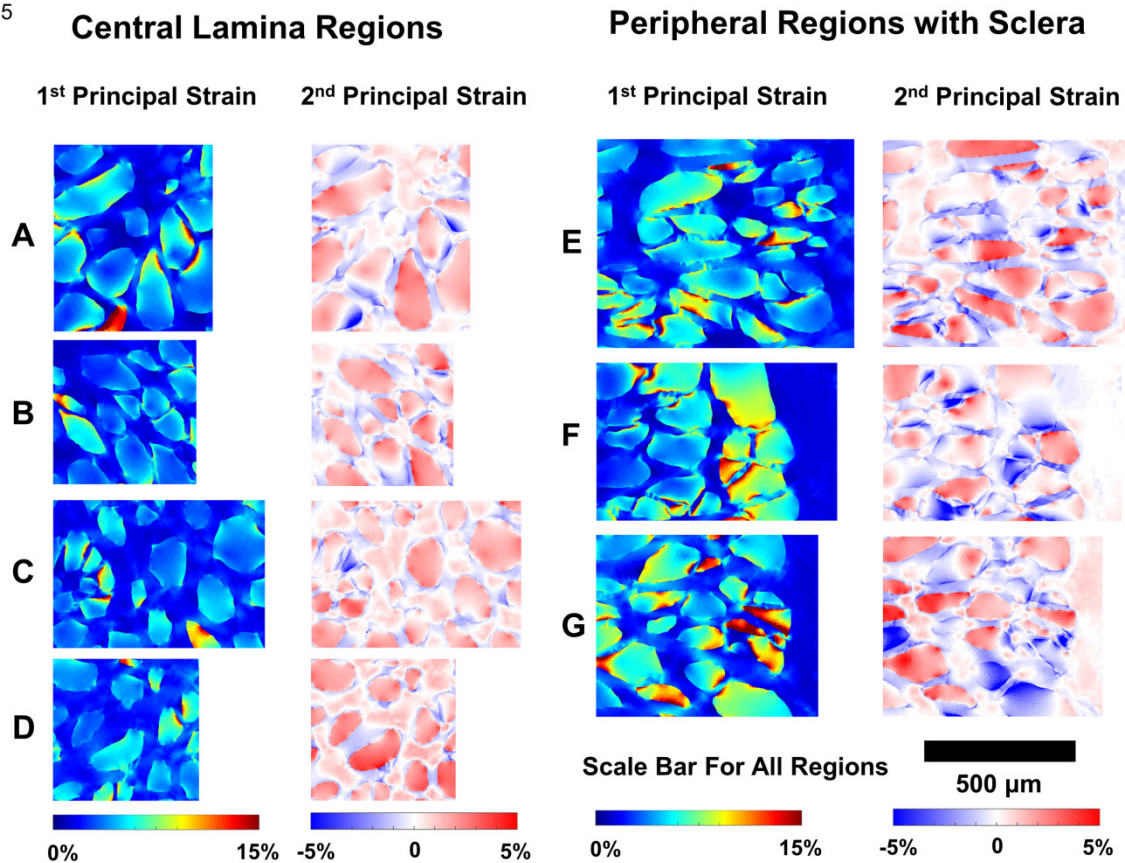 5
Central Lamina Regions
Peripheral Regions with Sclera
1st Principal Strain
2nd Principal Strain
1st Principal Strain
2nd Principal Strain
A
B
C
D
E
F
G
Scale Bar For All Regions
500 µm
0%
15%
-5%
0
5%
0%
15%
-5%
0
5%